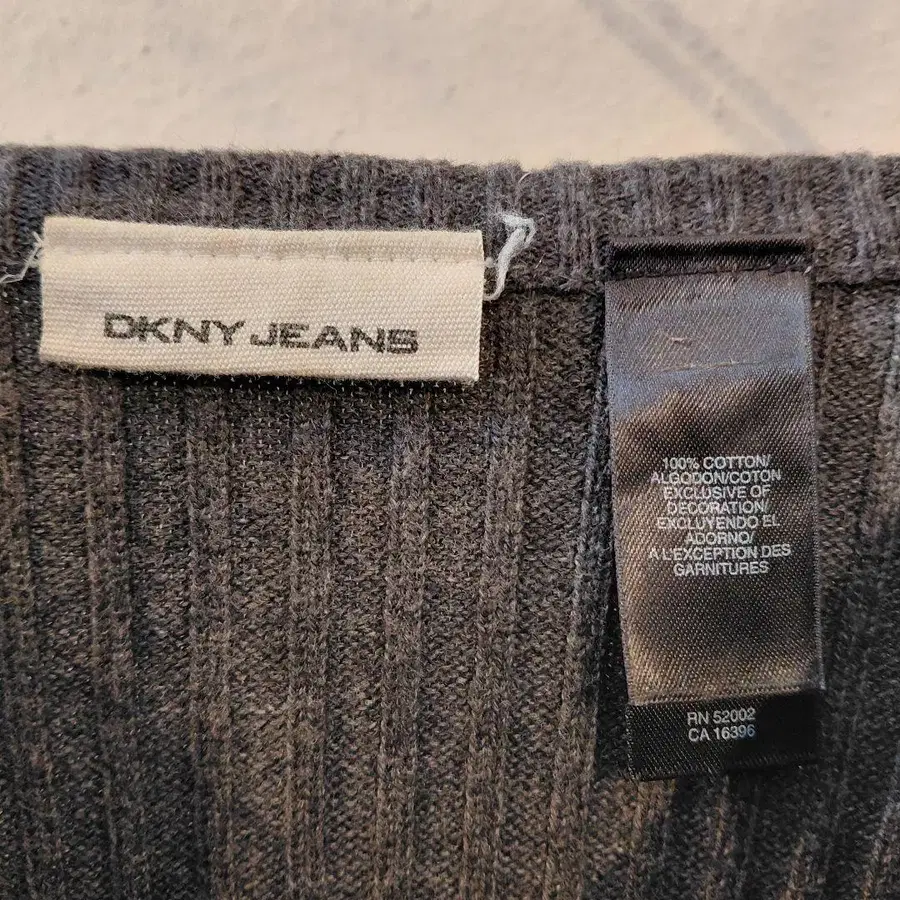 DKNY JEANS
100% COTTON/
ALGODON/COTON
EXCLUSIVE OF
DECORATION/
EXCLUYENDO EL
ADORNO/
A L'EXCEPTION DES
GARNITURES
RN 52002
CA 16396